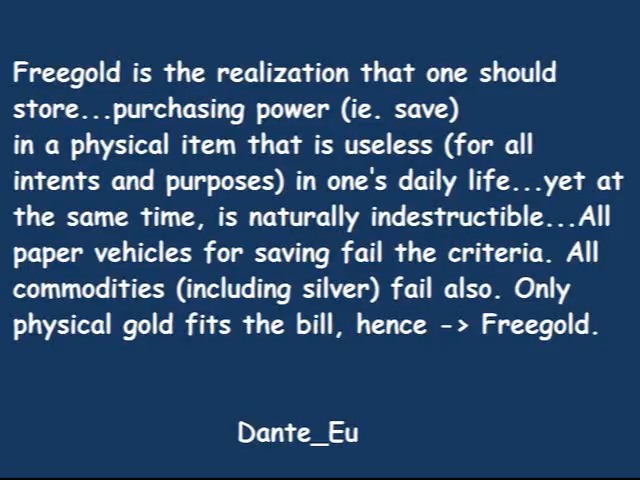 Freegold is the realization that one should
store...purchasing power (ie. save)
in a physical item that is useless (for all
intents and purposes) in one's daily life...yet at
the same time, is naturally indestructible...All
paper vehicles for saving fail the criteria. All
commodities (including silver) fail also. Only
physical gold fits the bill, hence -> Freegold.
Dante_Eu